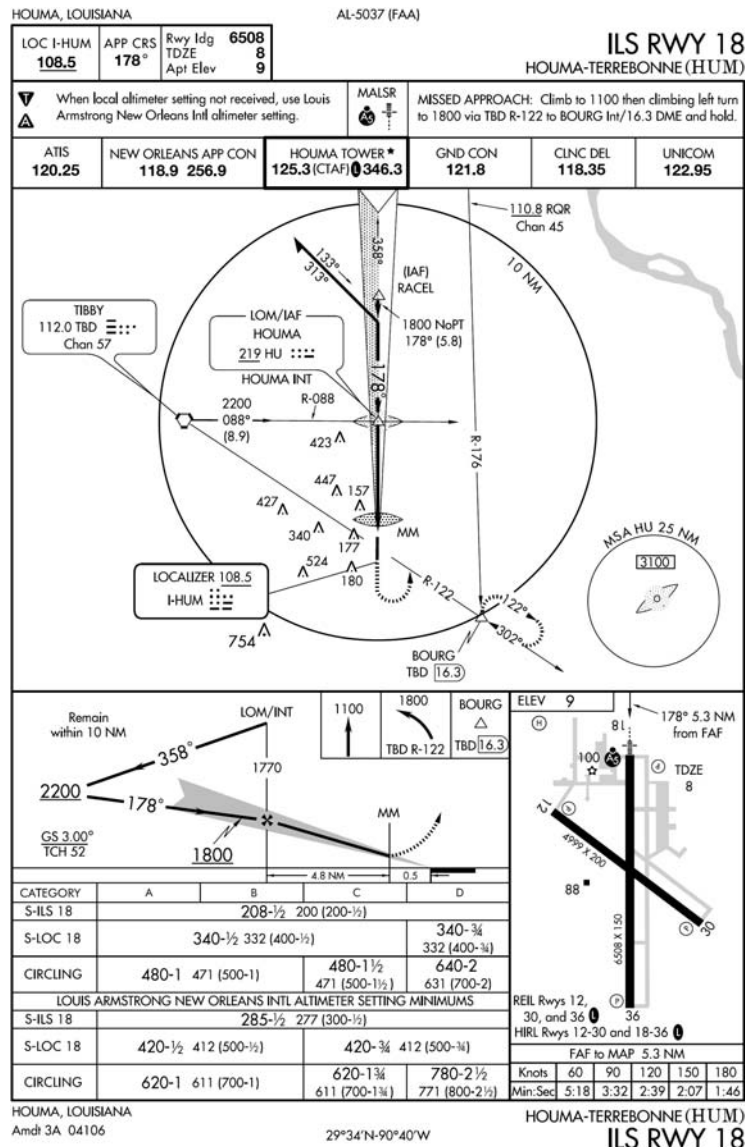 HOUMA, LOUISIANA
AL-5037 (FAA)
LOC I-HUM
108.5
APP CRS
178°
Rwy ldg 6508
TDZE 8
Apt Elev 9
ILS RWY 18
HOUMA-TERREBONNE (HUM)
T
A
When local altimeter setting not received, use Louis
Armstrong New Orleans Intl altimeter setting.
MALSR
A5
MISSED APPROACH: Climb to 1100 then climbing left turn
to 1800 via TBD R-122 to BOURG Int/16.3 DME and hold.
ATIS
120.25
NEW ORLEANS APP CON
118.9 256.9
HOUMA TOWER★
125.3 (CTAF) L 346.3
GND CON
121.8
CLNC DEL
118.35
UNICOM
122.95
110.8 RQR
Chan 45
358°
10 NM
133°
313°
(IAF)
RACEL
1800 NoPT
178° (5.8)
TIBBY
112.0 TBD
Chan 57
LOM/IAF
HOUMA
219 HU
HOUMA INT
178°
2200
088°
(8.9)
R-088
R-176
423
447
157
427
340
177
MM
524
180
LOCALIZER 108.5
I-HUM
754
R-122
122°
302°
BOURG
TBD 16.3
MSA HU 25 NM
3100
Remain
within 10 NM
LOM/INT
358°
1770
2200
178°
GS 3.00°
TCH 52
1800
MM
4.8 NM
0.5
1100
1800
TBD R-122
BOURG
TBD 16.3
ELEV 9
H
18
178° 5.3 NM
from FAF
100
A5
P
TDZE
8
12
P
4999 X 200
88
6508 X 150
P
30
P
36
REIL Rwys 12,
30, and 36 L
HIRL Rwys 12-30 and 18-36 L
CATEGORY A B C D
S-ILS 18 208-½ 200 (200-½)
S-LOC 18 340-½ 332 (400-½) 340-¾ 332 (400-¾)
CIRCLING 480-1 471 (500-1) 480-1½ 471 (500-1½) 640-2 631 (700-2)
LOUIS ARMSTRONG NEW ORLEANS INTL ALTIMETER SETTING MINIMUMS
S-ILS 18 285-½ 277 (300-½)
S-LOC 18 420-½ 412 (500-½) 420-¾ 412 (500-¾)
CIRCLING 620-1 611 (700-1) 620-1¾ 611 (700-1¾) 780-2½ 771 (800-2½)
FAF to MAP 5.3 NM
Knots 60 90 120 150 180
Min:Sec 5:18 3:32 2:39 2:07 1:46
HOUMA, LOUISIANA
Amdt 3A 04106
29°34'N-90°40'W
HOUMA-TERREBONNE (HUM)
ILS RWY 18